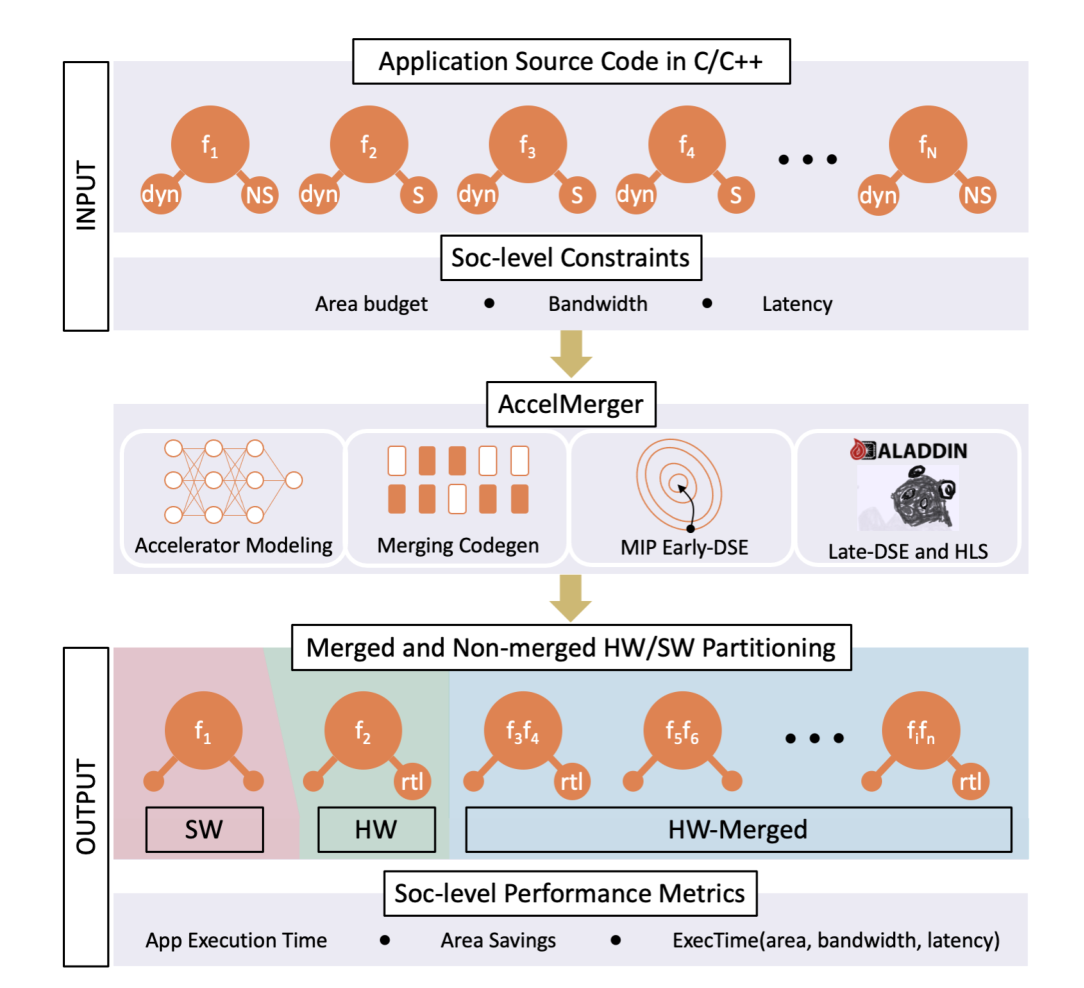 Application Source Code in C/C++
INPUT
f1 f2 f3 f4 fN
dyn NS dyn S dyn S dyn S dyn NS
Soc-level Constraints
Area budget • Bandwidth • Latency
AccelMerger
ALADDIN
Accelerator Modeling
Merging Codegen
MIP Early-DSE
Late-DSE and HLS
Merged and Non-merged HW/SW Partitioning
OUTPUT
f1 f2 f3f4 f5f6 fifn
rtl rtl rtl
SW HW HW-Merged
Soc-level Performance Metrics
App Execution Time • Area Savings • ExecTime(area, bandwidth, latency)